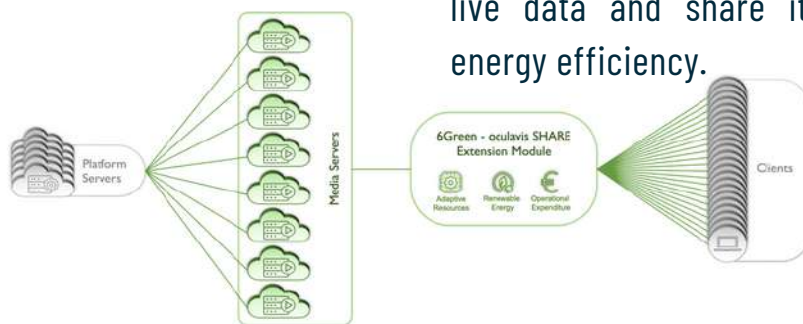 live data and share it
energy efficiency.
Platform
Servers
Media Servers
6Green - oculavis SHARE
Extension Module
Adaptive
Resources
Renewable
Energy
Operational
Expenditure
Clients